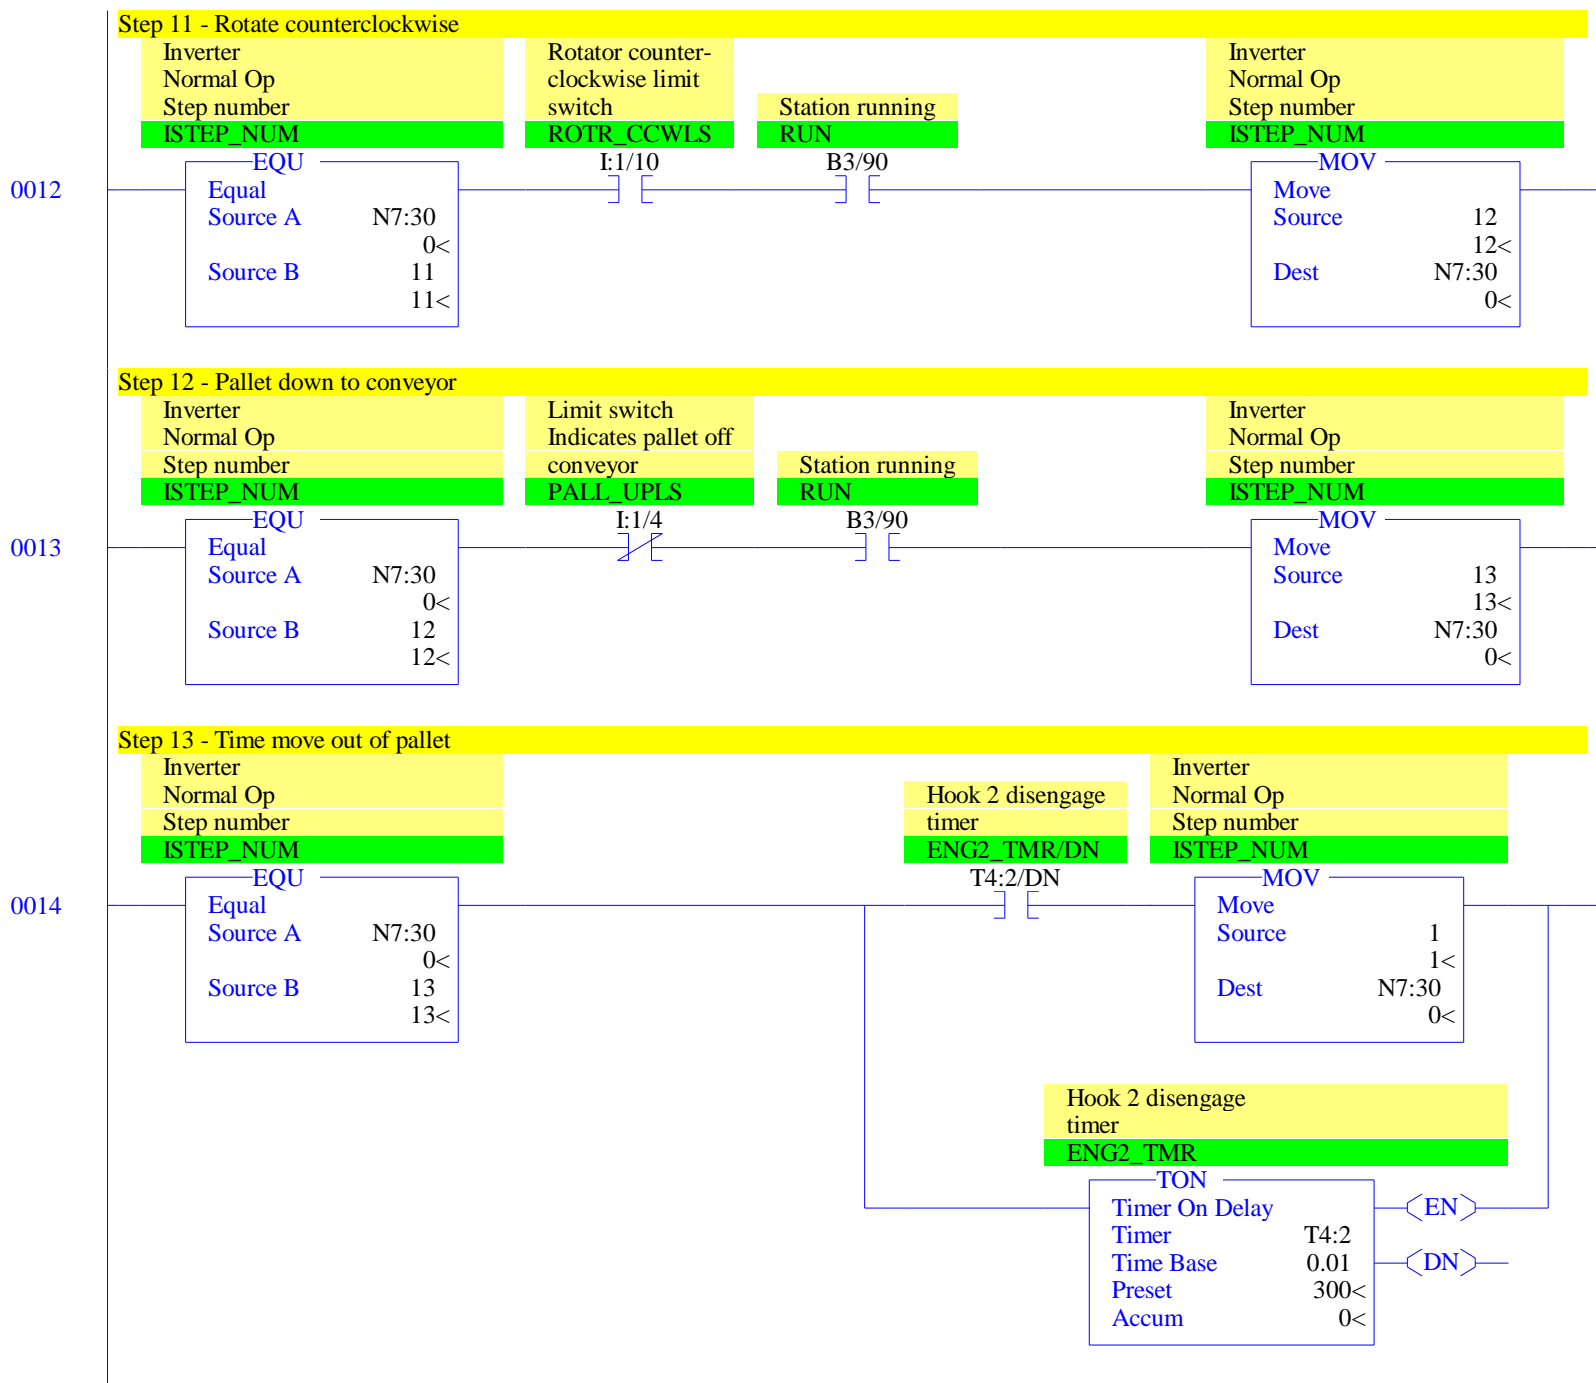 Step 11 - Rotate counterclockwise
Inverter
Normal Op
Step number
ISTEP_NUM
Rotator counter-
clockwise limit
switch
ROTR_CCWLS
Station running
RUN
Inverter
Normal Op
Step number
ISTEP_NUM
0012
EQU
Equal
Source A N7:30
0<
Source B 11
11<
I:1/10
B3/90
MOV
Move
Source 12
12<
Dest N7:30
0<
Step 12 - Pallet down to conveyor
Inverter
Normal Op
Step number
ISTEP_NUM
Limit switch
Indicates pallet off
conveyor
PALL_UPLS
Station running
RUN
Inverter
Normal Op
Step number
ISTEP_NUM
0013
EQU
Equal
Source A N7:30
0<
Source B 12
12<
I:1/4
B3/90
MOV
Move
Source 13
13<
Dest N7:30
0<
Step 13 - Time move out of pallet
Inverter
Normal Op
Step number
ISTEP_NUM
Hook 2 disengage
timer
ENG2_TMR/DN
Inverter
Normal Op
Step number
ISTEP_NUM
0014
EQU
Equal
Source A N7:30
0<
Source B 13
13<
T4:2/DN
MOV
Move
Source 1
1<
Dest N7:30
0<
Hook 2 disengage
timer
ENG2_TMR
TON
Timer On Delay
Timer T4:2
Time Base 0.01
Preset 300<
Accum 0<
EN
DN